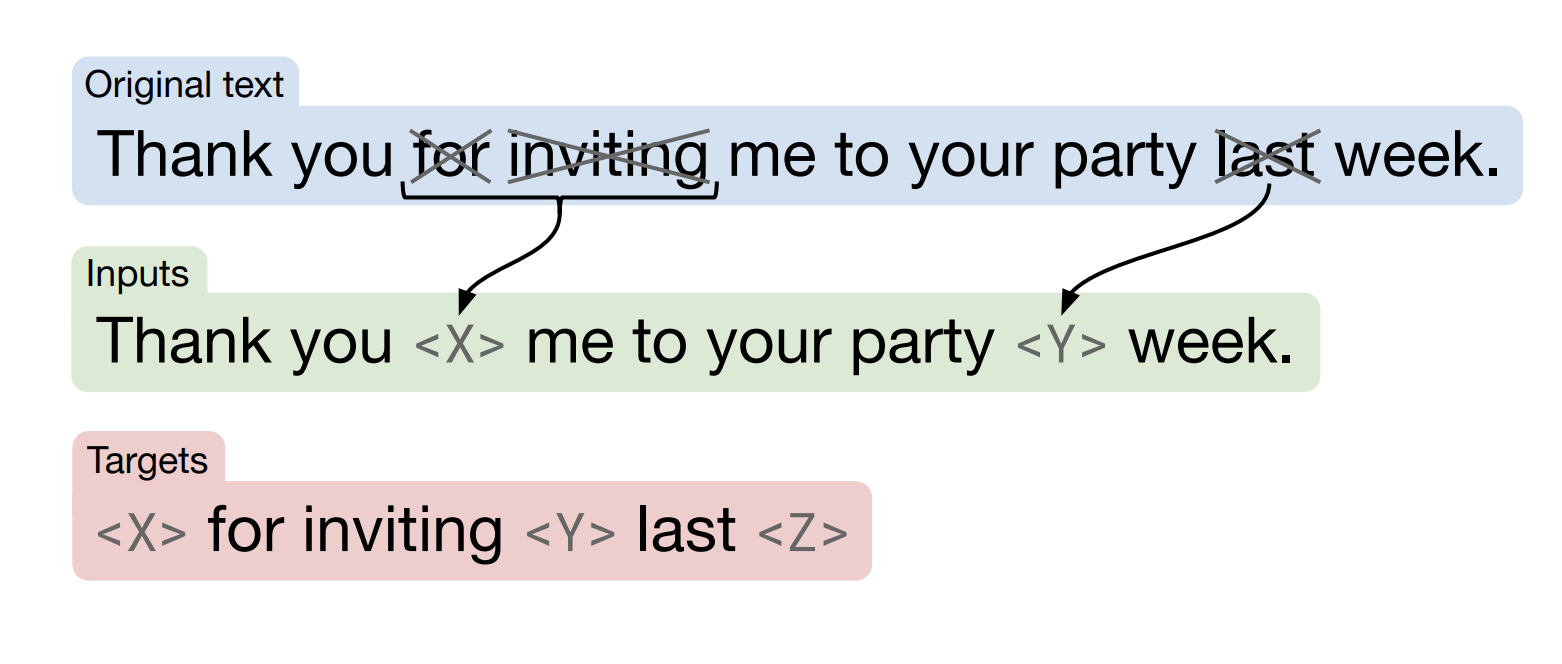 Original text
Thank you for inviting me to your party last week.
Inputs
Thank you <X> me to your party <Y> week.
Targets
<X> for inviting <Y> last <Z>